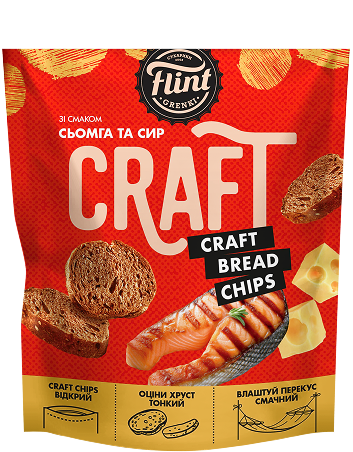 СУХАРИКИ
Flint
GRENKI
ЗІ СМАКОМ
СЬОМГА ТА СИР
CRAFT
CRAFT
BREAD
CHIPS
CRAFT CHIPS
ВІДКРИЙ
ОЦІНИ ХРУСТ
ТОНКИЙ
ВЛАШТУЙ ПЕРЕКУС
СМАЧНИЙ